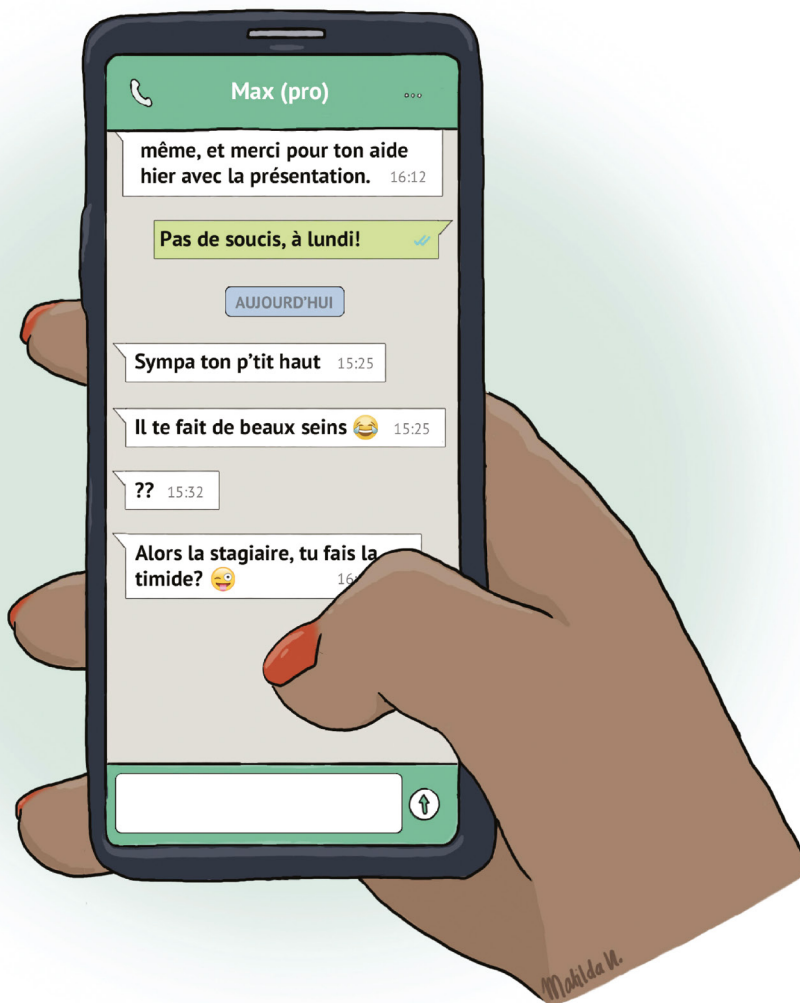 Max (pro)
même, et merci pour ton aide
hier avec la présentation. 16:12
Pas de soucis, à lundi!
AUJOURD'HUI
Sympa ton p'tit haut 15:25
Il te fait de beaux seins 😂 15:25
?? 15:32
Alors la stagiaire, tu fais la
timide? 😜 16:
Matilda N.